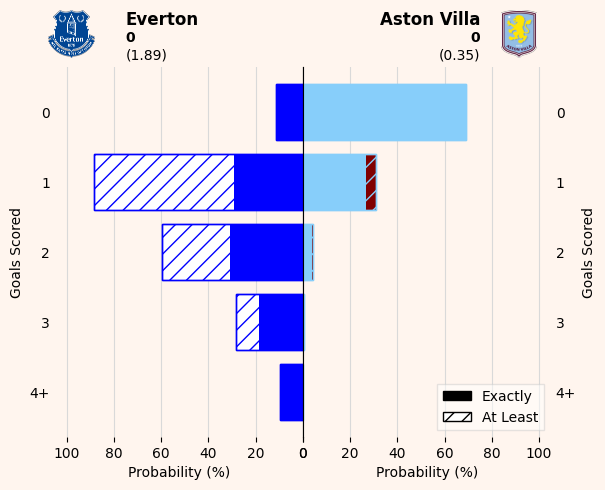 Everton
0
(1.89)
Aston Villa
0
(0.35)
Everton
Goals Scored
0
1
2
3
4+
0
1
2
3
4+
Goals Scored
Exactly
At Least
100 80 60 40 20 0 0 20 40 60 80 100
Probability (%) Probability (%)